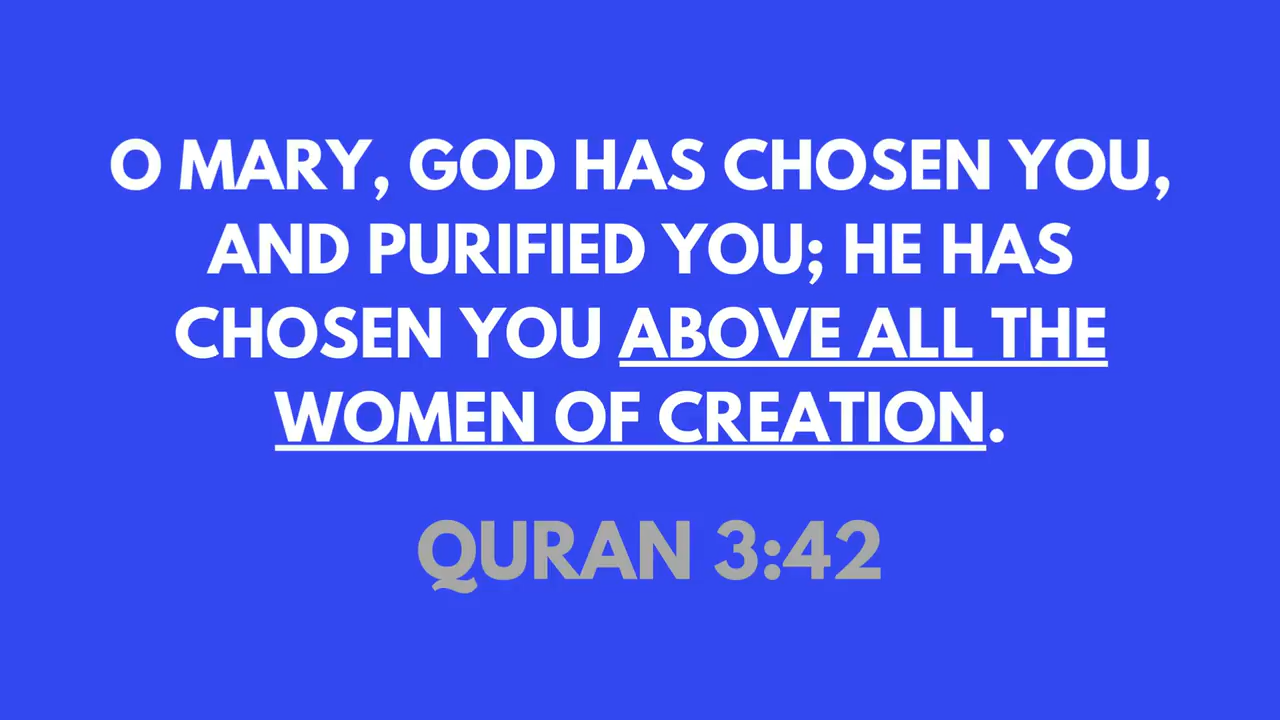 O MARY, GOD HAS CHOSEN YOU,
AND PURIFIED YOU; HE HAS
CHOSEN YOU ABOVE ALL THE
WOMEN OF CREATION.
QURAN 3:42